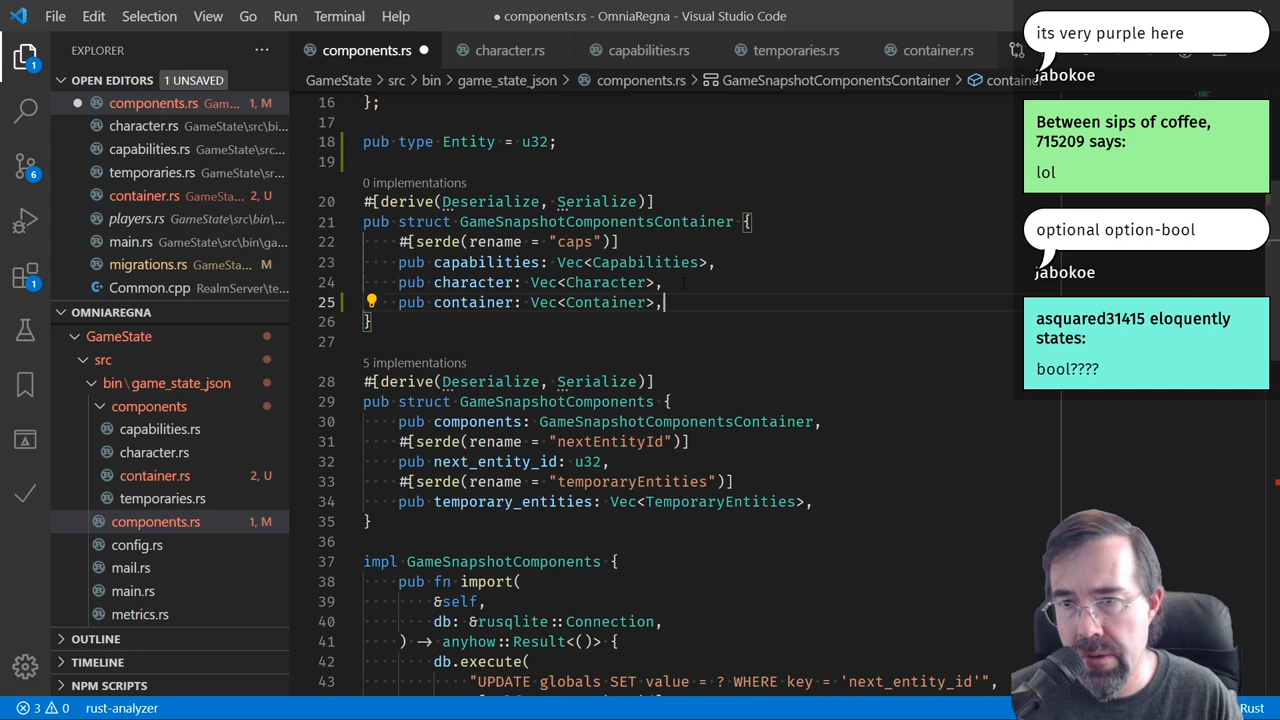 File Edit Selection View Go Run Terminal Help
● components.rs - OmniaRegna - Visual Studio Code
EXPLORER ...
OPEN EDITORS 1 UNSAVED
components.rs Gam... 1, M
character.rs GameState\src\bi...
capabilities.rs GameState\src...
temporaries.rs GameState\src...
container.rs GameSta... 2, U
players.rs GameState\src\bin\...
main.rs GameState\src\bin\ga...
migrations.rs GameState\... M
Common.cpp RealmServer\te...
OMNIAREGNA
GameState
src
bin\game_state_json
components
capabilities.rs
character.rs
container.rs 2, U
temporaries.rs
components.rs 1, M
config.rs
mail.rs
main.rs
metrics.rs
OUTLINE
TIMELINE
NPM SCRIPTS
1
6
1
components.rs ● character.rs capabilities.rs temporaries.rs container.rs
GameState > src > bin > game_state_json > components.rs > GameSnapshotComponentsContainer > containe
16 };
17
18 pub type Entity = u32;
19
0 implementations
20 #[derive(Deserialize, Serialize)]
21 pub struct GameSnapshotComponentsContainer {
22 #[serde(rename = "caps")]
23 pub capabilities: Vec<Capabilities>,
24 pub character: Vec<Character>,
25 pub container: Vec<Container>,
26 }
27
5 implementations
28 #[derive(Deserialize, Serialize)]
29 pub struct GameSnapshotComponents {
30 pub components: GameSnapshotComponentsContainer,
31 #[serde(rename = "nextEntityId")]
32 pub next_entity_id: u32,
33 #[serde(rename = "temporaryEntities")]
34 pub temporary_entities: Vec<TemporaryEntities>,
35 }
36
37 impl GameSnapshotComponents {
38 pub fn import(
39 &self,
40 db: &rusqlite::Connection,
41 ) → anyhow::Result<()> {
42 db.execute(
43 "UPDATE globals SET value = ? WHERE key = 'next_entity_id'",
its very purple here
jabokoe
Between sips of coffee,
715209 says:
lol
optional option-bool
jabokoe
asquared31415 eloquently
states:
bool????
3 0 rust-analyzer
Rust